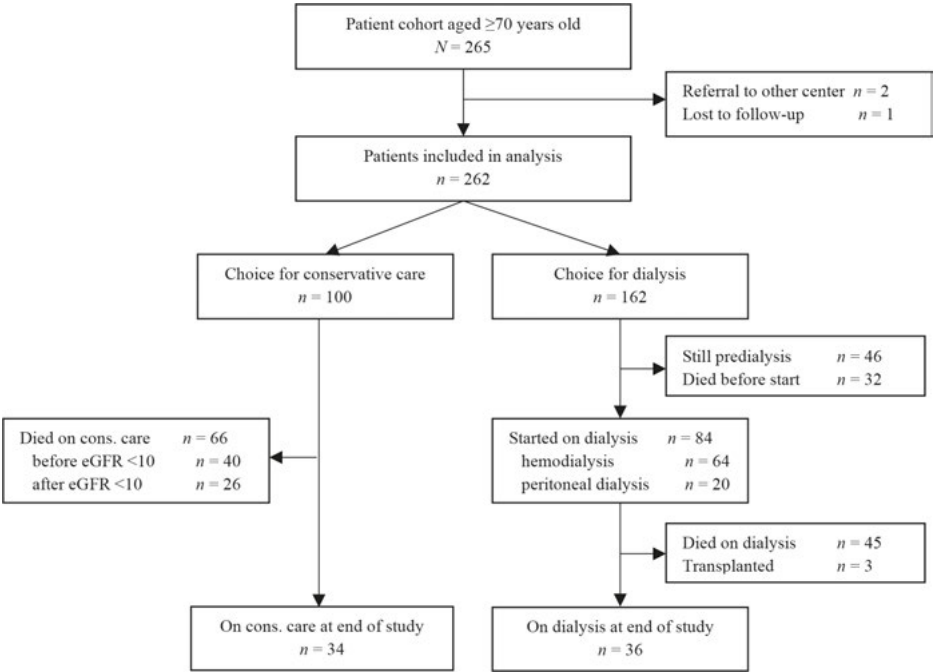 Patient cohort aged ≥70 years old
N = 265
Referral to other center n = 2
Lost to follow-up n = 1
Patients included in analysis
n = 262
Choice for conservative care
n = 100
Choice for dialysis
n = 162
Still predialysis n = 46
Died before start n = 32
Died on cons. care n = 66
before eGFR <10 n = 40
after eGFR <10 n = 26
Started on dialysis n = 84
hemodialysis n = 64
peritoneal dialysis n = 20
Died on dialysis n = 45
Transplanted n = 3
On cons. care at end of study
n = 34
On dialysis at end of study
n = 36